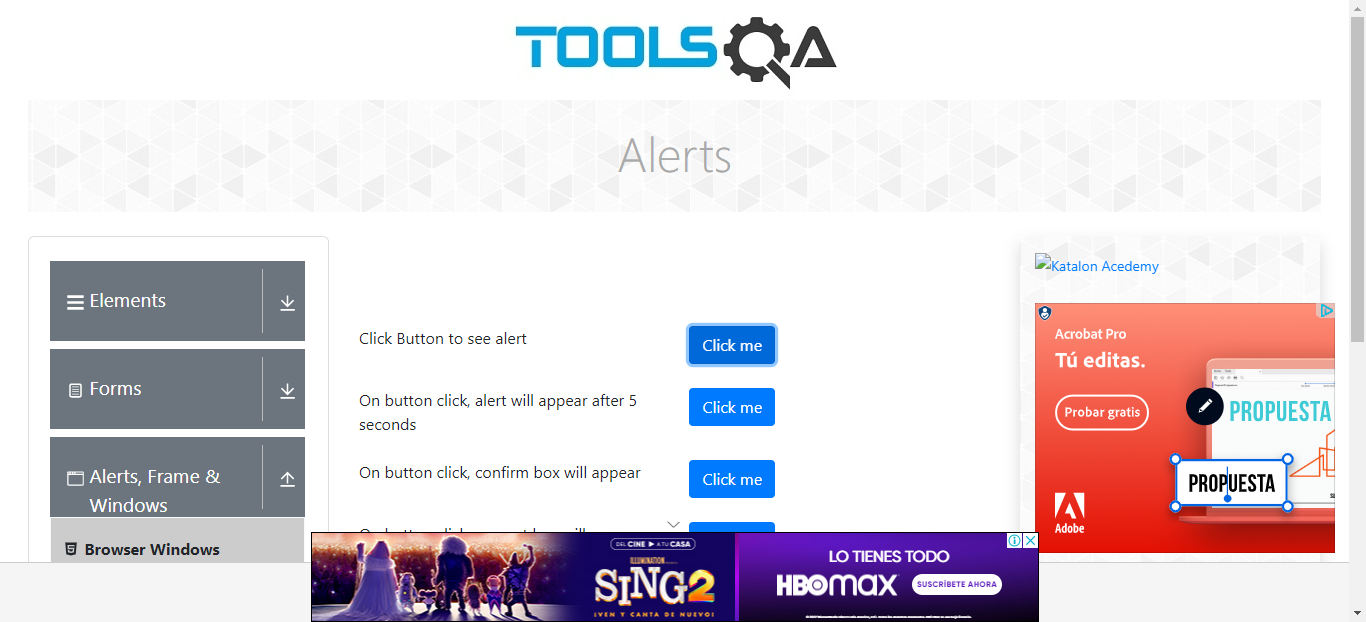 TOOLSQA
Alerts
Elements
Forms
Alerts, Frame &
Windows
Browser Windows
Click Button to see alert
Click me
On button click, alert will appear after 5
seconds
Click me
On button click, confirm box will appear
Click me
Katalon Acedemy
Acrobat Pro
Tú editas.
Probar gratis
PROPUESTA
PROPUESTA
Adobe
DEL CINE A TU CASA
ILLUMINATION
SING 2
¡VEN Y CANTA DE NUEVO!
LO TIENES TODO
HBOMAX
SUSCRÍBETE AHORA